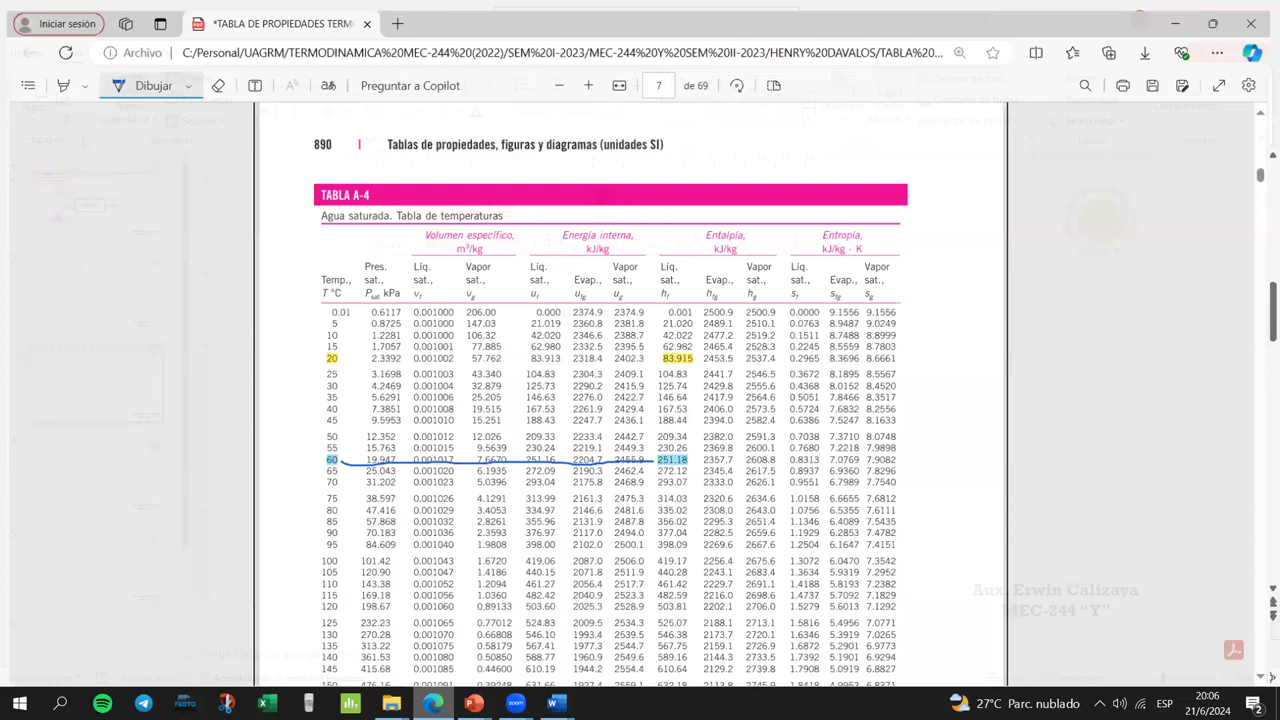 Iniciar sesión
*TABLA DE PROPIEDADES TERMI
Archivo
C:/Personal/UAGRM/TERMODINAMICA%20MEC-244%20(2022)/SEM%20I-2023/MEC-244%20Y%20SEM%20II-2023/HENRY%20DAVALOS/TABLA%20...
Dibujar
Preguntar a Copilot
7 de 69
890 Tablas de propiedades, figuras y diagramas (unidades SI)
TABLA A-4
Agua saturada. Tabla de temperaturas
Volumen específico, Energía interna, Entalpía, Entropía,
m³/kg kJ/kg kJ/kg kJ/kg · K
Pres. Líq. Vapor Líq. Vapor Líq. Vapor Líq. Vapor
Temp., sat., sat., sat., sat., Evap., sat., sat., Evap., sat., sat., Evap., sat.,
T °C Psat kPa vf vg uf ufg ug hf hfg hg sf sfg sg
0.01 0.6117 0.001000 206.00 0.000 2374.9 2374.9 0.001 2500.9 2500.9 0.0000 9.1556 9.1556
5 0.8725 0.001000 147.03 21.019 2360.8 2381.8 21.020 2489.1 2510.1 0.0763 8.9487 9.0249
10 1.2281 0.001000 106.32 42.020 2346.6 2388.7 42.022 2477.2 2519.2 0.1511 8.7488 8.8999
15 1.7057 0.001001 77.885 62.980 2332.5 2395.5 62.982 2465.4 2528.3 0.2245 8.5559 8.7803
20 2.3392 0.001002 57.762 83.913 2318.4 2402.3 83.915 2453.5 2537.4 0.2965 8.3696 8.6661
25 3.1698 0.001003 43.340 104.83 2304.3 2409.1 104.83 2441.7 2546.5 0.3672 8.1895 8.5567
30 4.2469 0.001004 32.879 125.73 2290.2 2415.9 125.74 2429.8 2555.6 0.4368 8.0152 8.4520
35 5.6291 0.001006 25.205 146.63 2276.0 2422.7 146.64 2417.9 2564.6 0.5051 7.8466 8.3517
40 7.3851 0.001008 19.515 167.53 2261.9 2429.4 167.53 2406.0 2573.5 0.5724 7.6832 8.2556
45 9.5953 0.001010 15.251 188.43 2247.7 2436.1 188.44 2394.0 2582.4 0.6386 7.5247 8.1633
50 12.352 0.001012 12.026 209.33 2233.4 2442.7 209.34 2382.0 2591.3 0.7038 7.3710 8.0748
55 15.763 0.001015 9.5639 230.24 2219.1 2449.3 230.26 2369.8 2600.1 0.7680 7.2218 7.9898
60 19.947 0.001017 7.6670 251.16 2204.7 2455.9 251.18 2357.7 2608.8 0.8313 7.0769 7.9082
65 25.043 0.001020 6.1935 272.09 2190.3 2462.4 272.12 2345.4 2617.5 0.8937 6.9360 7.8296
70 31.202 0.001023 5.0396 293.04 2175.8 2468.9 293.07 2333.0 2626.1 0.9551 6.7989 7.7540
75 38.597 0.001026 4.1291 313.99 2161.3 2475.3 314.03 2320.6 2634.6 1.0158 6.6655 7.6812
80 47.416 0.001029 3.4053 334.97 2146.6 2481.6 335.02 2308.0 2643.0 1.0756 6.5355 7.6111
85 57.868 0.001032 2.8261 355.96 2131.9 2487.8 356.02 2295.3 2651.4 1.1346 6.4089 7.5435
90 70.183 0.001036 2.3593 376.97 2117.0 2494.0 377.04 2282.5 2659.6 1.1929 6.2853 7.4782
95 84.609 0.001040 1.9808 398.00 2102.0 2500.1 398.09 2269.6 2667.6 1.2504 6.1647 7.4151
100 101.42 0.001043 1.6720 419.06 2087.0 2506.0 419.17 2256.4 2675.6 1.3072 6.0470 7.3542
105 120.90 0.001047 1.4186 440.15 2071.8 2511.9 440.28 2243.1 2683.4 1.3634 5.9319 7.2952
110 143.38 0.001052 1.2094 461.27 2056.4 2517.7 461.42 2229.7 2691.1 1.4188 5.8193 7.2382
115 169.18 0.001056 1.0360 482.42 2040.9 2523.3 482.59 2216.0 2698.6 1.4737 5.7092 7.1829
120 198.67 0.001060 0.89133 503.60 2025.3 2528.9 503.81 2202.1 2706.0 1.5279 5.6013 7.1292
125 232.23 0.001065 0.77012 524.83 2009.5 2534.3 525.07 2188.1 2713.1 1.5816 5.4956 7.0771
130 270.28 0.001070 0.66808 546.10 1993.4 2539.5 546.38 2173.7 2720.1 1.6346 5.3919 7.0265
135 313.22 0.001075 0.58179 567.41 1977.3 2544.7 567.75 2159.1 2726.9 1.6872 5.2901 6.9773
140 361.53 0.001080 0.50850 588.77 1960.9 2549.6 589.16 2144.3 2733.5 1.7392 5.1901 6.9294
145 415.68 0.001085 0.44600 610.19 1944.2 2554.4 610.64 2129.2 2739.8 1.7908 5.0919 6.8827
Aux. Erwin Calizaya
MEC-244 “Y”
27°C Parc. nublado
ESP
20:06
21/6/2024